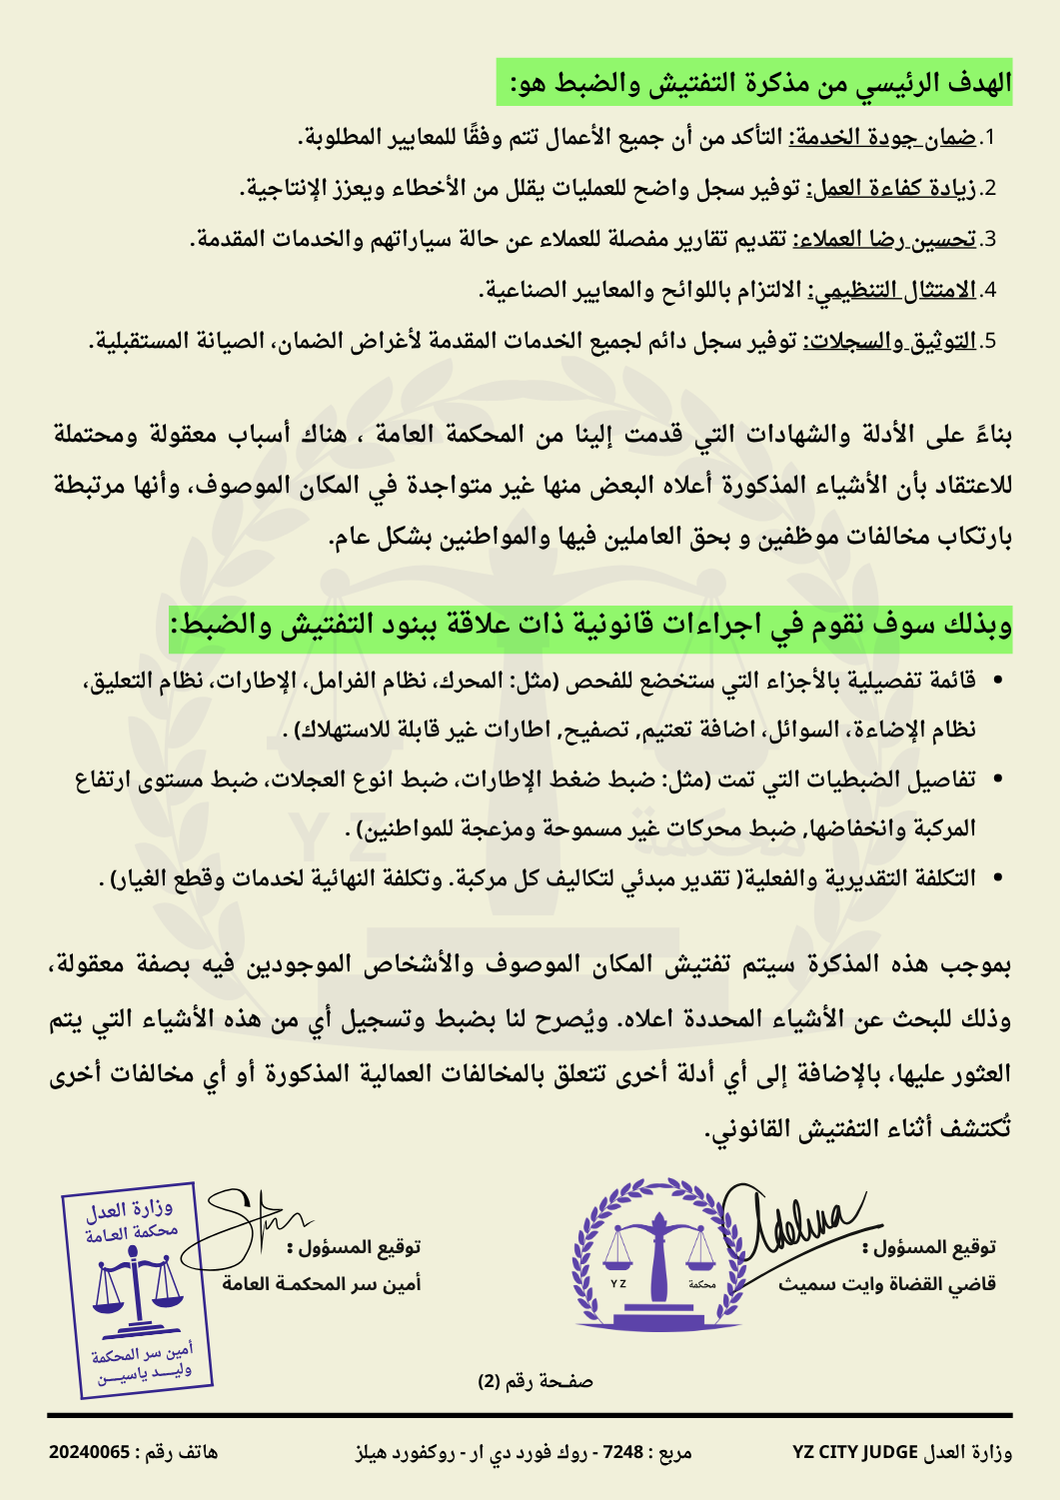 الهدف الرئيسي من مذكرة التفتيش والضبط هو:
1. ضمان جودة الخدمة: التأكد من أن جميع الأعمال تتم وفقًا للمعايير المطلوبة.
2. زيادة كفاءة العمل: توفير سجل واضح للعمليات يقلل من الأخطاء ويعزز الإنتاجية.
3. تحسين رضا العملاء: تقديم تقارير مفصلة للعملاء عن حالة سياراتهم والخدمات المقدمة.
4. الامتثال التنظيمي: الالتزام باللوائح والمعايير الصناعية.
5. التوثيق والسجلات: توفير سجل دائم لجميع الخدمات المقدمة لأغراض الضمان، الصيانة المستقبلية.
بناءً على الأدلة والشهادات التي قدمت إلينا من المحكمة العامة ، هناك أسباب معقولة ومحتملة
للاعتقاد بأن الأشياء المذكورة أعلاه البعض منها غير متواجدة في المكان الموصوف، وأنها مرتبطة
بارتكاب مخالفات موظفين و بحق العاملين فيها والمواطنين بشكل عام.
وبذلك سوف نقوم في اجراءات قانونية ذات علاقة ببنود التفتيش والضبط:
• قائمة تفصيلية بالأجزاء التي ستخضع للفحص (مثل: المحرك، نظام الفرامل، الإطارات، نظام التعليق،
نظام الإضاءة، السوائل، اضافة تعتيم, تصفيح, اطارات غير قابلة للاستهلاك) .
• تفاصيل الضبطيات التي تمت (مثل: ضبط ضغط الإطارات، ضبط انوع العجلات، ضبط مستوى ارتفاع
المركبة وانخفاضها, ضبط محركات غير مسموحة ومزعجة للمواطنين) .
• التكلفة التقديرية والفعلية( تقدير مبدئي لتكاليف كل مركبة. وتكلفة النهائية لخدمات وقطع الغيار) .
Y Z محكمة
بموجب هذه المذكرة سيتم تفتيش المكان الموصوف والأشخاص الموجودين فيه بصفة معقولة،
وذلك للبحث عن الأشياء المحددة اعلاه. ويُصرح لنا بضبط وتسجيل أي من هذه الأشياء التي يتم
العثور عليها، بالإضافة إلى أي أدلة أخرى تتعلق بالمخالفات العمالية المذكورة أو أي مخالفات أخرى
تُكتشف أثناء التفتيش القانوني.
توقيع المسؤول :
قاضي القضاة وايت سميث
Adelina
Y Z محكمة
توقيع المسؤول :
أمين سر المحكمـة العامة
وزارة العدل
محكمة العـامة
أمين سر المحكمة
وليـــد ياسيـــن
صفـحة رقم (2)
وزارة العدل YZ CITY JUDGE
مربع : 7248 - روك فورد دي ار - روكفورد هيلز
هاتف رقم : 20240065